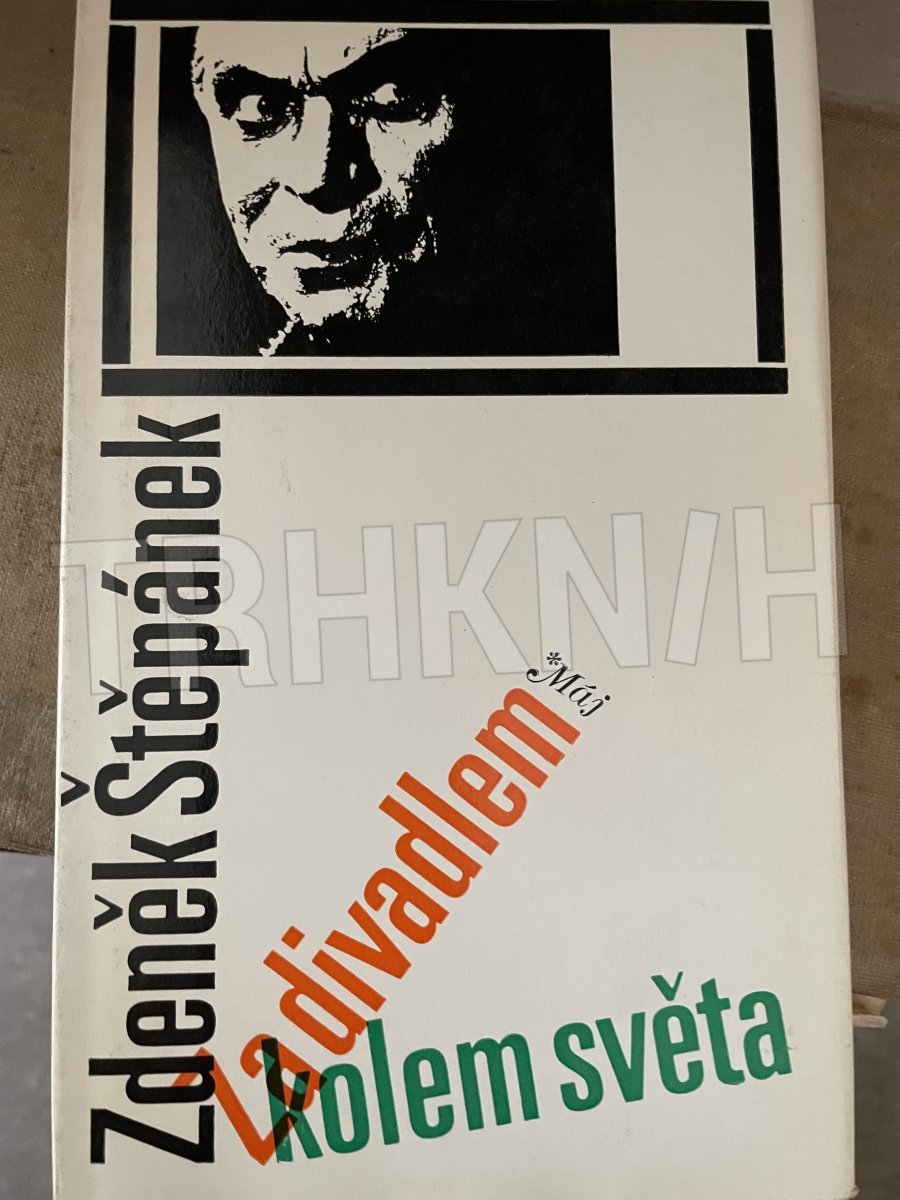 Zdeněk Štěpánek
TRHKNIH
*Máj
Za divadlem
kolem světa